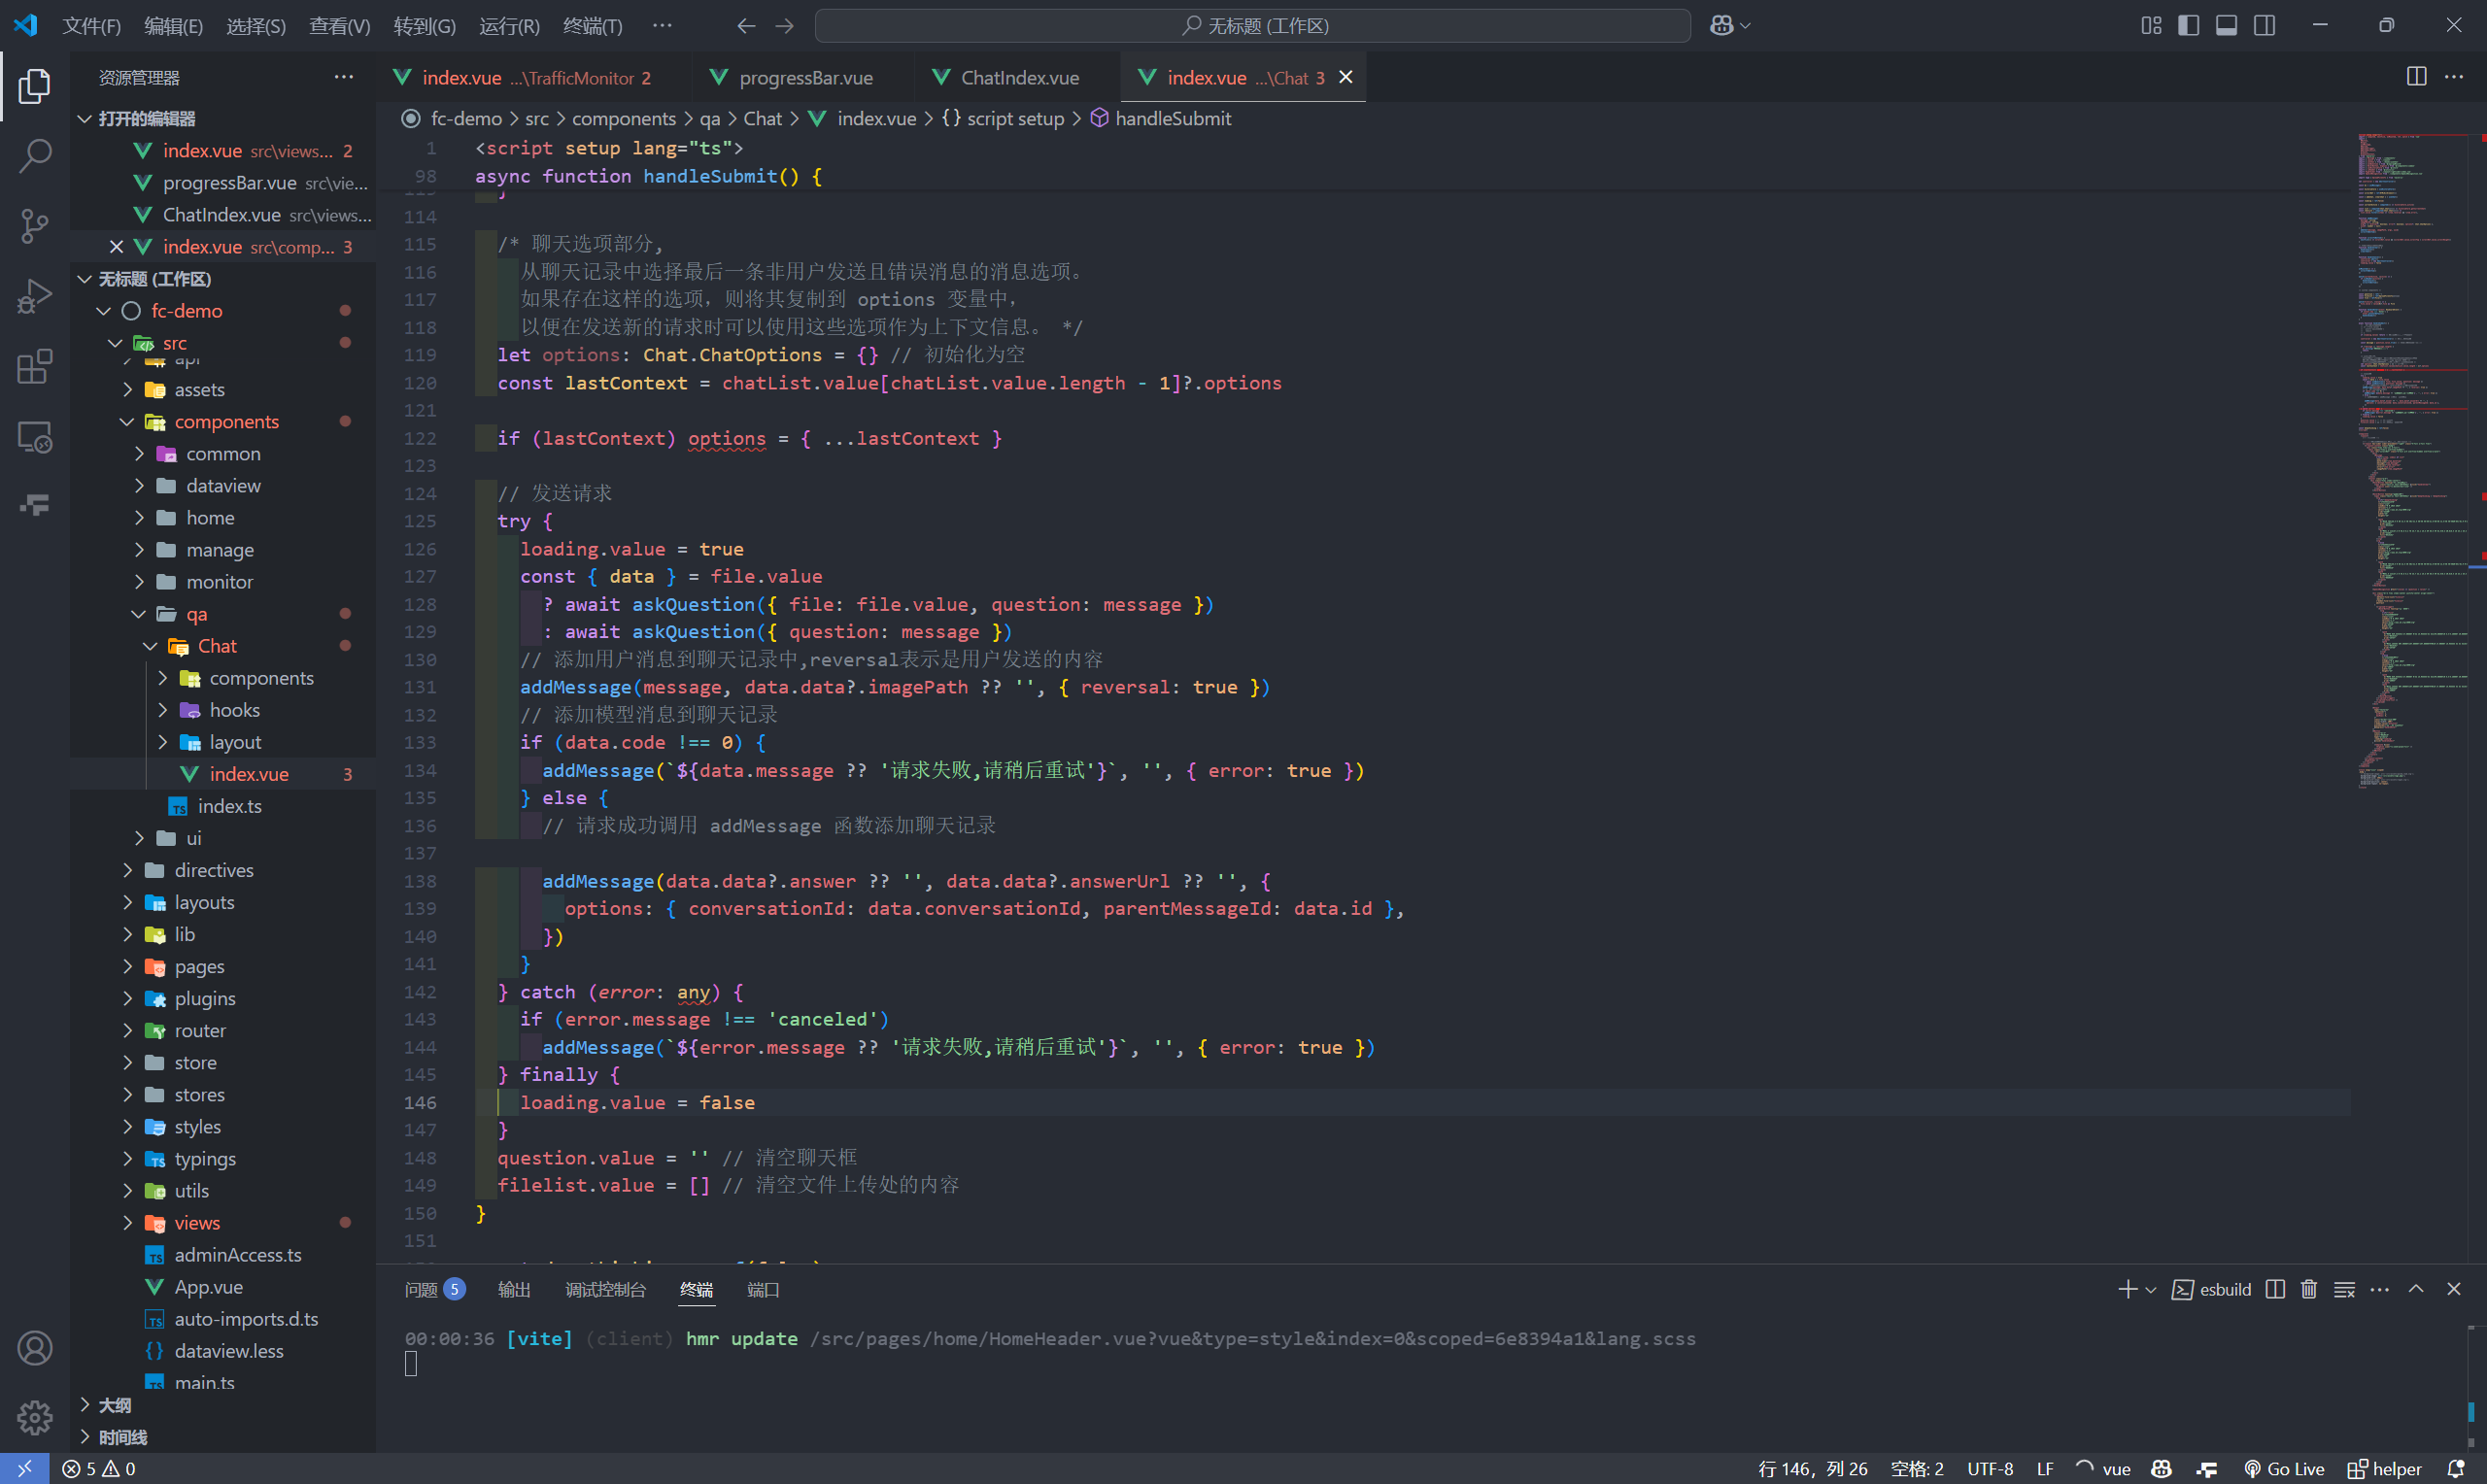 文件(F) 编辑(E) 选择(S) 查看(V) 转到(G) 运行(R) 终端(T) ··· 无标题 (工作区)
资源管理器 ···
打开的编辑器
index.vue src\views... 2
progressBar.vue src\vie...
ChatIndex.vue src\views...
index.vue src\comp... 3
无标题 (工作区)
fc-demo
src
api
assets
components
common
dataview
home
manage
monitor
qa
Chat
components
hooks
layout
index.vue 3
index.ts
ui
directives
layouts
lib
pages
plugins
router
store
stores
styles
typings
utils
views
adminAccess.ts
App.vue
auto-imports.d.ts
dataview.less
main.ts
大纲
时间线
index.vue ...\TrafficMonitor 2 progressBar.vue ChatIndex.vue index.vue ...\Chat 3
fc-demo > src > components > qa > Chat > index.vue > {} script setup > handleSubmit
1 <script setup lang="ts">
98 async function handleSubmit() {
114
115 /* 聊天选项部分,
116 从聊天记录中选择最后一条非用户发送且错误消息的消息选项。
117 如果存在这样的选项，则将其复制到 options 变量中，
118 以便在发送新的请求时可以使用这些选项作为上下文信息。 */
119 let options: Chat.ChatOptions = {} // 初始化为空
120 const lastContext = chatList.value[chatList.value.length - 1]?.options
121
122 if (lastContext) options = { ...lastContext }
123
124 // 发送请求
125 try {
126 loading.value = true
127 const { data } = file.value
128 ? await askQuestion({ file: file.value, question: message })
129 : await askQuestion({ question: message })
130 // 添加用户消息到聊天记录中,reversal表示是用户发送的内容
131 addMessage(message, data.data?.imagePath ?? '', { reversal: true })
132 // 添加模型消息到聊天记录
133 if (data.code !== 0) {
134 addMessage(`${data.message ?? '请求失败,请稍后重试'}`, '', { error: true })
135 } else {
136 // 请求成功调用 addMessage 函数添加聊天记录
137
138 addMessage(data.data?.answer ?? '', data.data?.answerUrl ?? '', {
139 options: { conversationId: data.conversationId, parentMessageId: data.id },
140 })
141 }
142 } catch (error: any) {
143 if (error.message !== 'canceled')
144 addMessage(`${error.message ?? '请求失败,请稍后重试'}`, '', { error: true })
145 } finally {
146 loading.value = false
147 }
148 question.value = '' // 清空聊天框
149 filelist.value = [] // 清空文件上传处的内容
150 }
151
问题 5 输出 调试控制台 终端 端口 esbuild ···
00:00:36 [vite] (client) hmr update /src/pages/home/HomeHeader.vue?vue&type=style&index=0&scoped=6e8394a1&lang.scss
5 0 行 146，列 26 空格: 2 UTF-8 LF vue Go Live helper